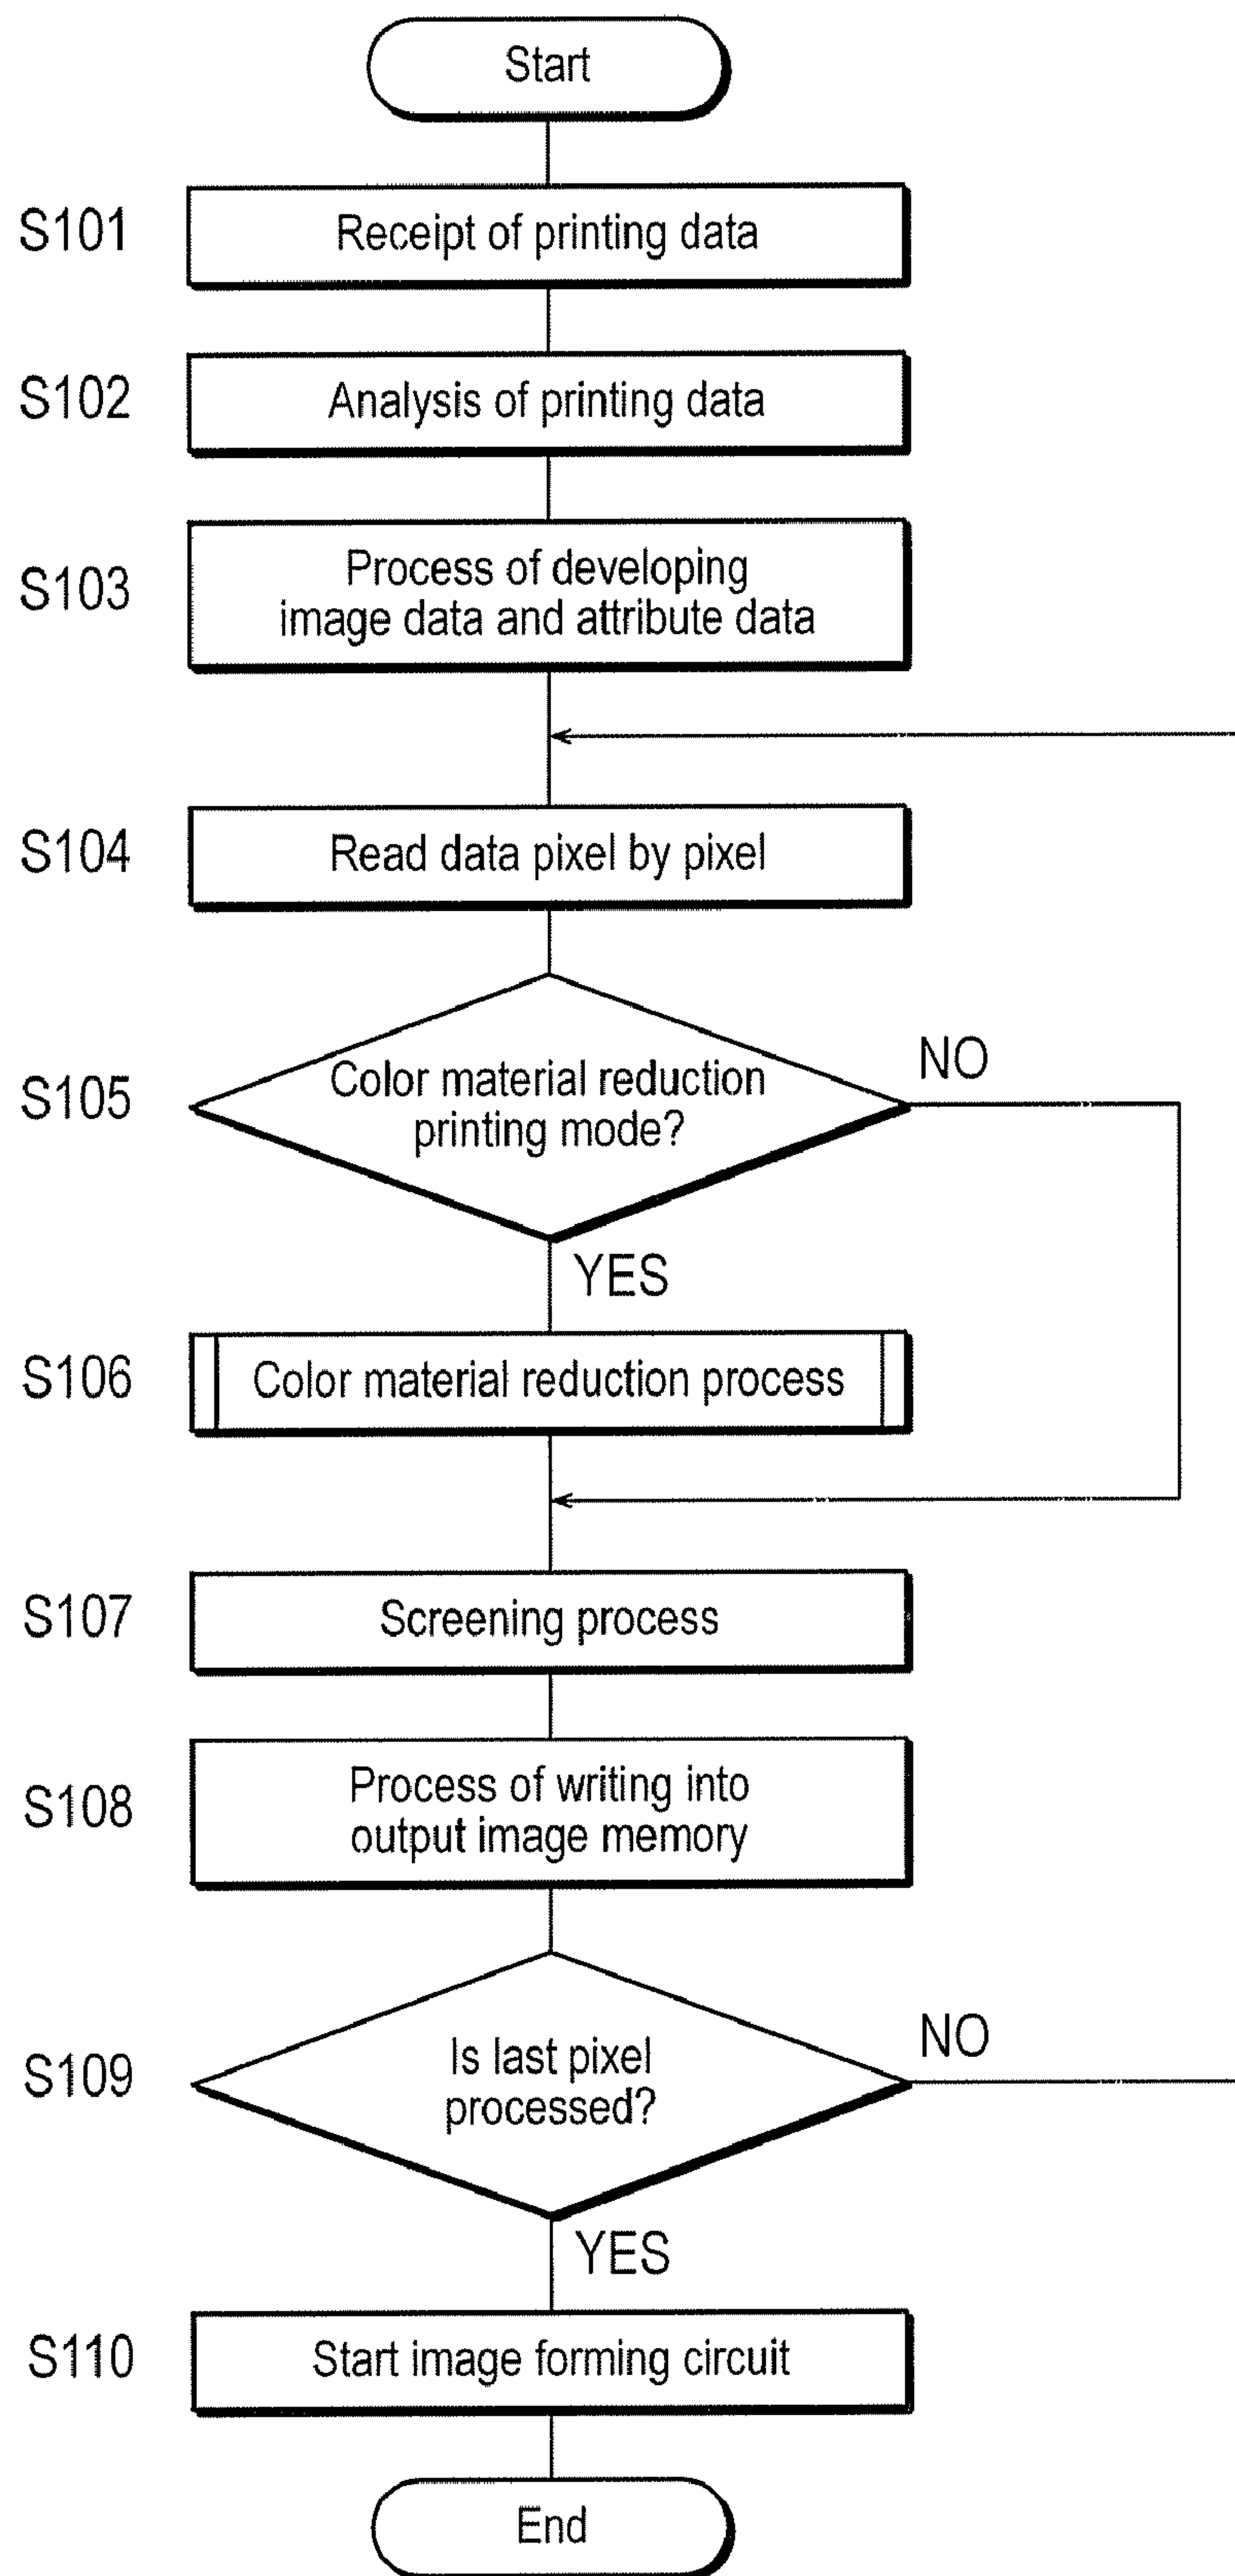 Start
S101
Receipt of printing data
S102
Analysis of printing data
S103
Process of developing
image data and attribute data
S104
Read data pixel by pixel
S105
Color material reduction
printing mode?
NO
YES
S106
Color material reduction process
S107
Screening process
S108
Process of writing into
output image memory
S109
Is last pixel
processed?
NO
YES
S110
Start image forming circuit
End